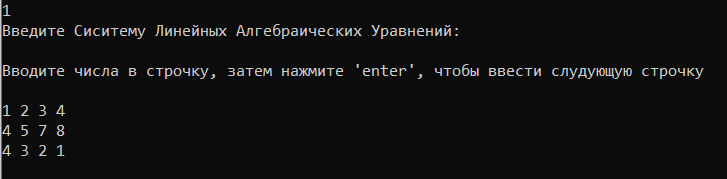 1
Введите Сиситему Линейных Алгебраических Уравнений:
Вводите числа в строчку, затем нажмите 'enter', чтобы ввести слудующую строчку
1 2 3 4
4 5 7 8
4 3 2 1